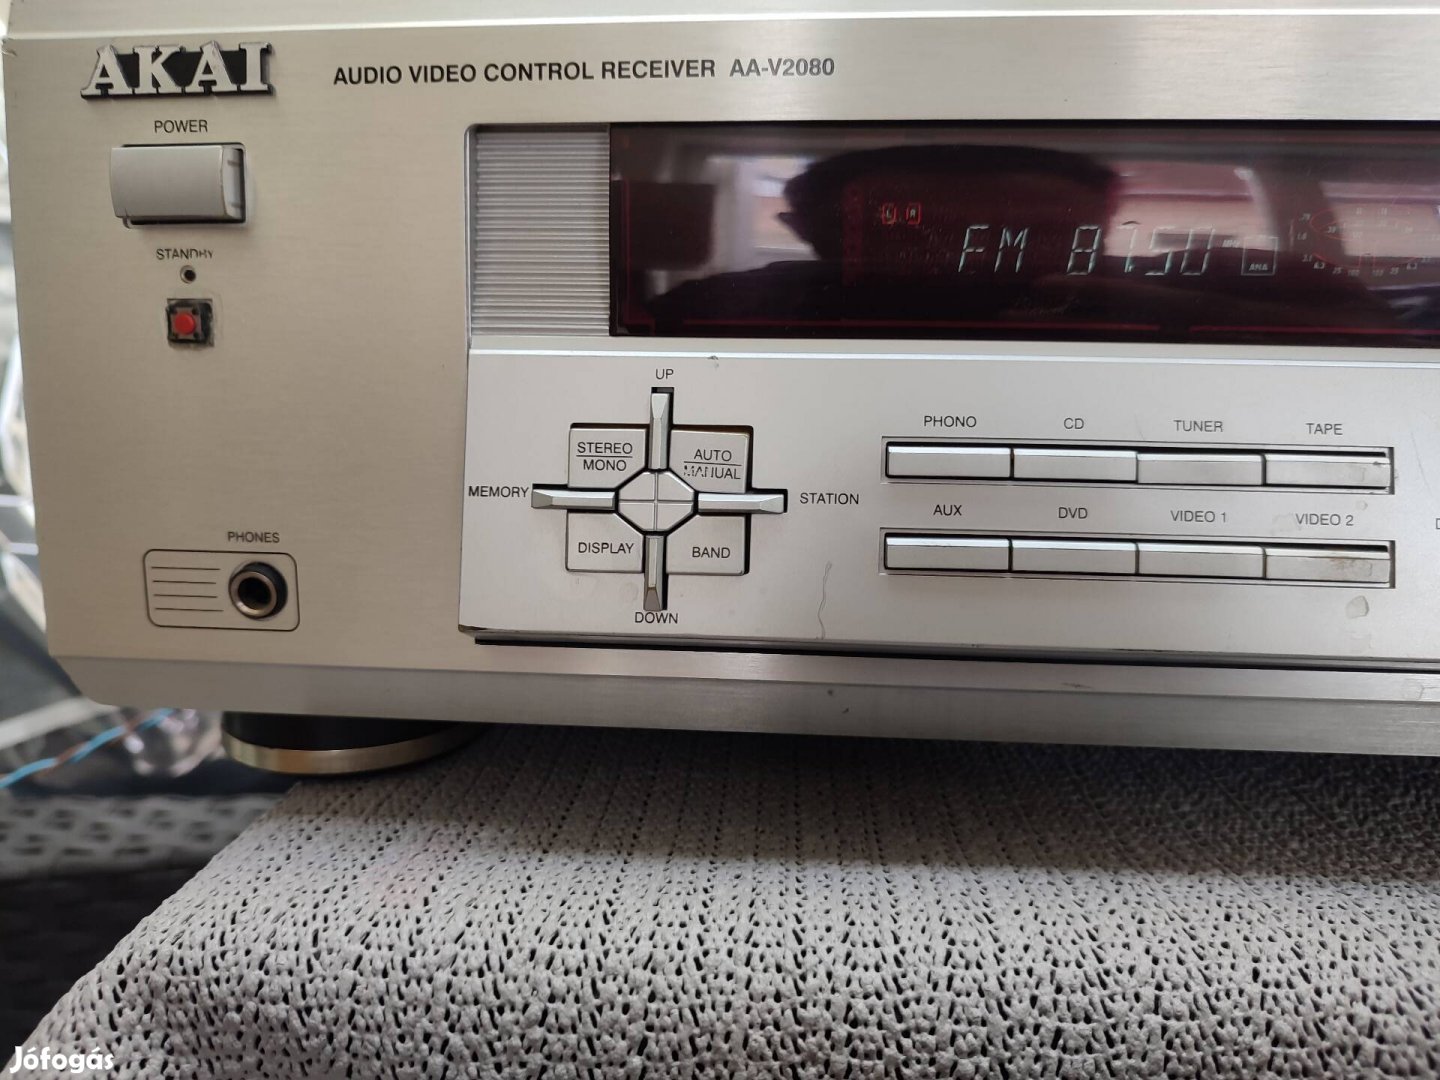 AKAI
AUDIO VIDEO CONTROL RECEIVER AA-V2080
POWER
STANDBY
L R
FM 87.50 MHz
UP
STEREO
MONO
AUTO
MANUAL
MEMORY
STATION
DISPLAY
BAND
DOWN
PHONO CD TUNER TAPE
AUX DVD VIDEO 1 VIDEO 2
PHONES
Jófogás